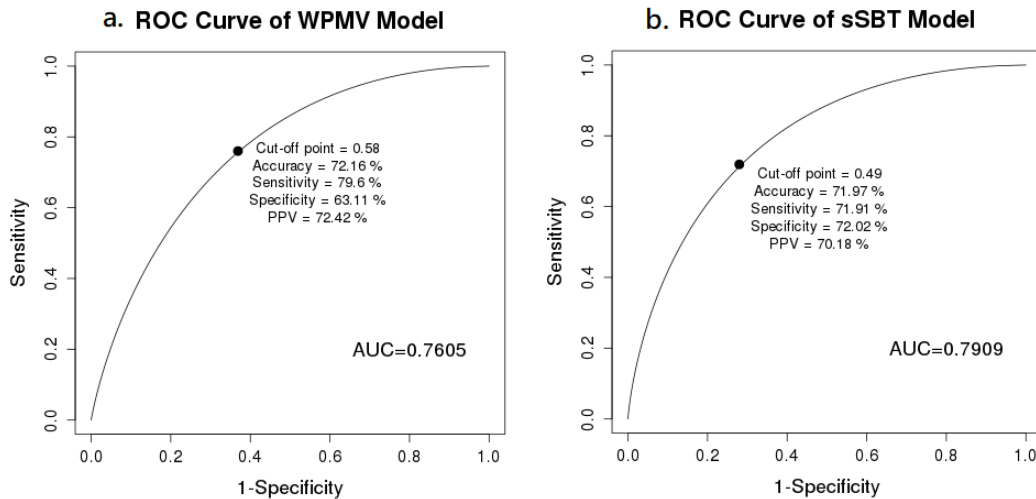 a. ROC Curve of WPMV Model
Sensitivity
1.0
0.8
0.6
0.4
0.2
0.0
Cut-off point = 0.58
Accuracy = 72.16 %
Sensitivity = 79.6 %
Specificity = 63.11 %
PPV = 72.42 %
AUC=0.7605
0.0 0.2 0.4 0.6 0.8 1.0
1-Specificity
b. ROC Curve of sSBT Model
Sensitivity
1.0
0.8
0.6
0.4
0.2
0.0
Cut-off point = 0.49
Accuracy = 71.97 %
Sensitivity = 71.91 %
Specificity = 72.02 %
PPV = 70.18 %
AUC=0.7909
0.0 0.2 0.4 0.6 0.8 1.0
1-Specificity